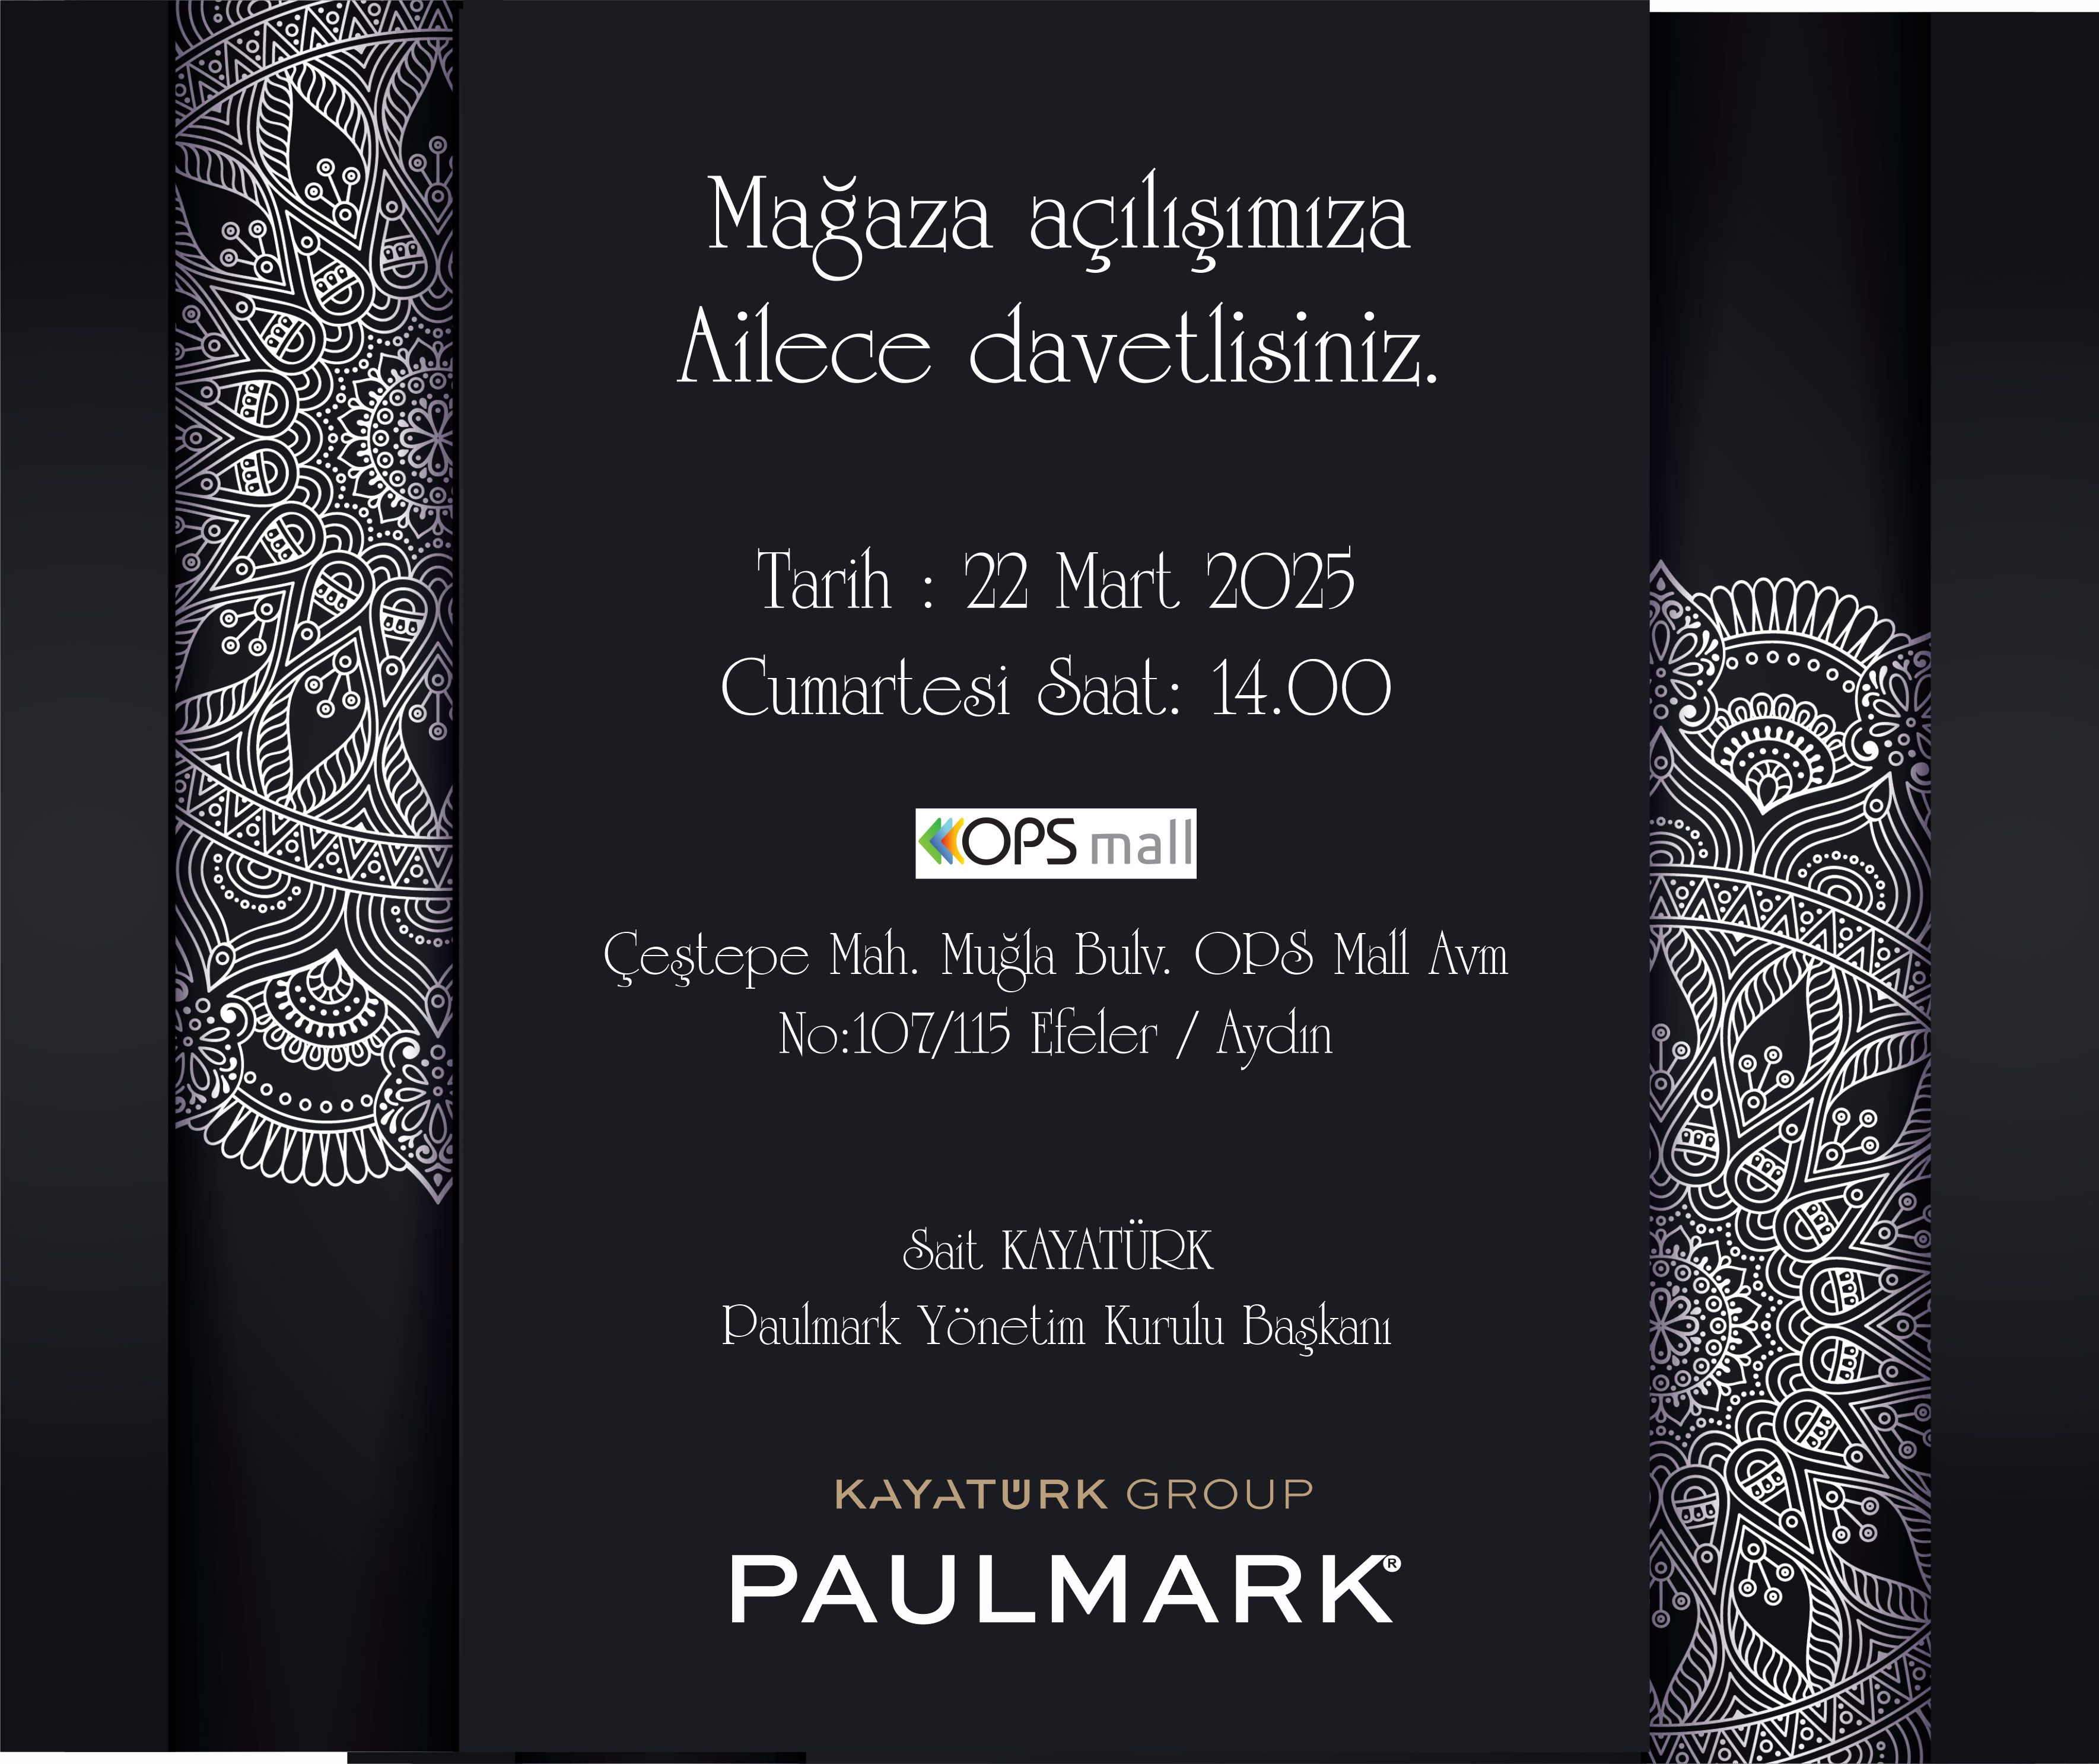 Mağaza açılışımıza
Ailece davetlisiniz.
Tarih : 22 Mart 2025
Cumartesi Saat: 14.00
OPS mall
Çeştepe Mah. Muğla Bulv. OPS Mall Avm
No:107/115 Efeler / Aydın
Sait KAYATÜRK
Paulmark Yönetim Kurulu Başkanı
KAYATÜRK GROUP
PAULMARK®